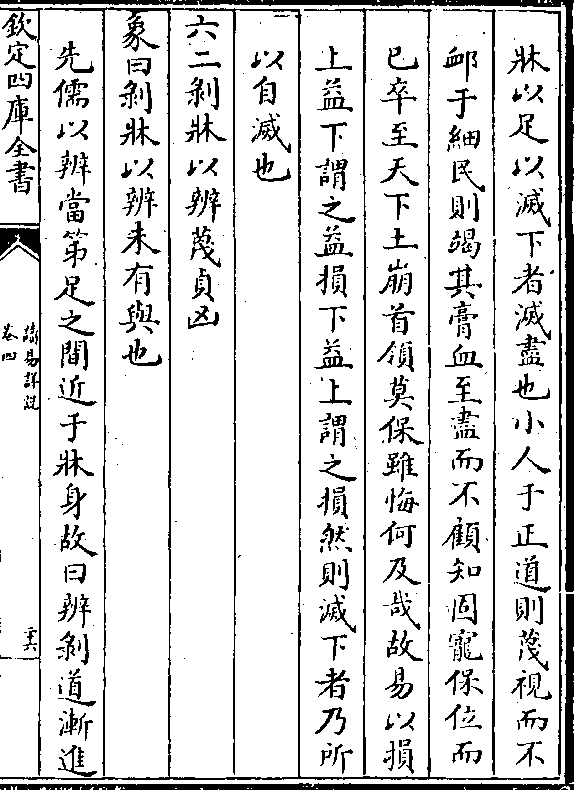 牀以足以滅下者滅盡也小人于正道則蔑視而不
䘏于細民則竭其膏血至盡而不顧知固寵保位而
已卒至天下土崩首領莫保雖悔何及哉故易以損
上益下謂之益損下益上謂之損然則滅下者乃所
以自滅也
六二剝牀以辨蔑貞凶
象曰剝牀以辨未有與也
先儒以辨當第足之間近于牀身故曰辨剝道漸進
欽定四庫全書
讀易詳說
卷四
二十六